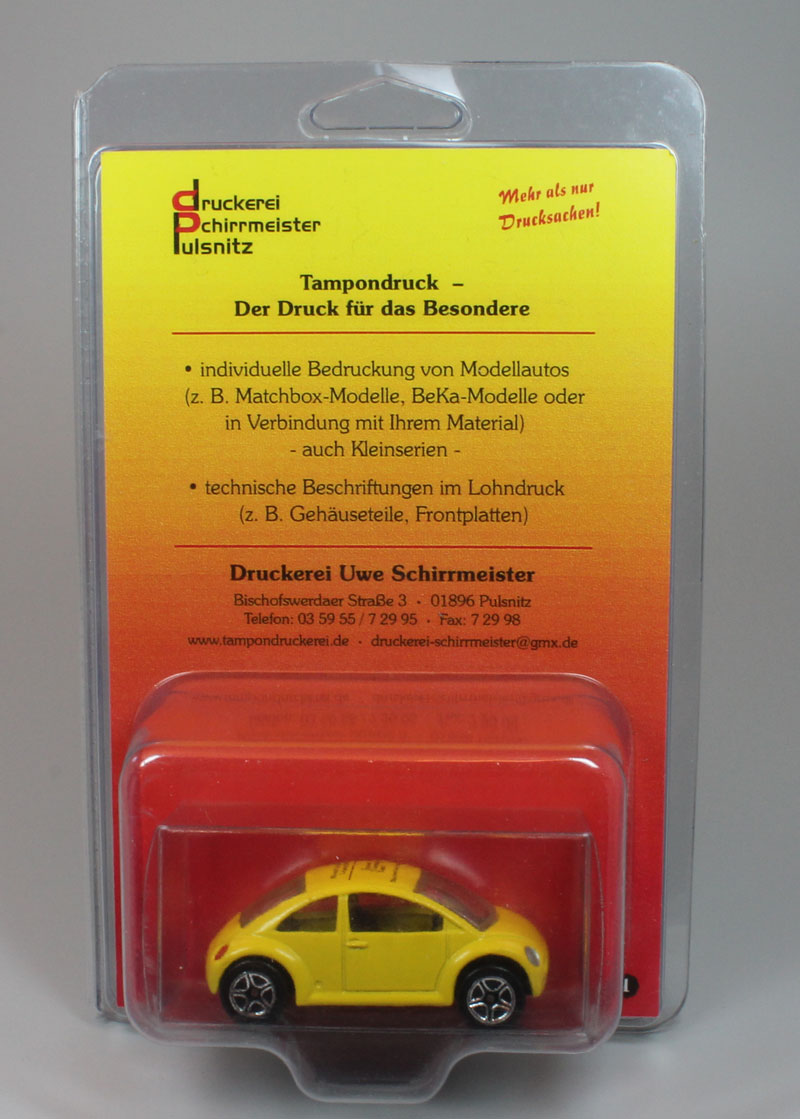 druckerei
Schirrmeister
Pulsnitz
Mehr als nur
Drucksachen!
Tampondruck –
Der Druck für das Besondere
• individuelle Bedruckung von Modellautos
(z. B. Matchbox-Modelle, BeKa-Modelle oder
in Verbindung mit Ihrem Material)
- auch Kleinserien -
• technische Beschriftungen im Lohndruck
(z. B. Gehäuseteile, Frontplatten)
Druckerei Uwe Schirrmeister
Bischofswerdaer Straße 3 · 01896 Pulsnitz
Telefon: 03 59 55 / 7 29 95 · Fax: 7 29 98
www.tampondruckerei.de · druckerei-schirrmeister@gmx.de